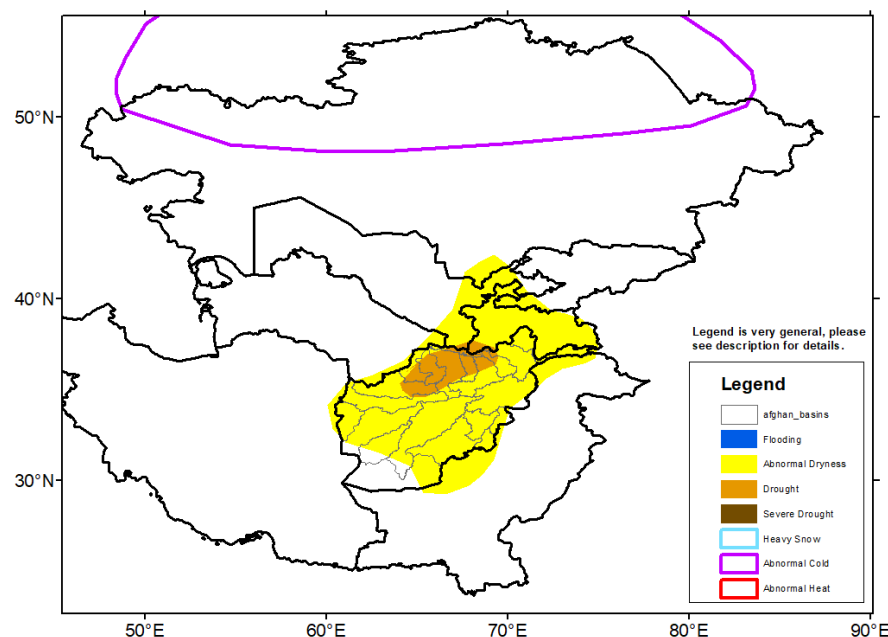 50°N
40°N
30°N
50°E
60°E
70°E
80°E
90°E
Legend is very general, please
see description for details.
Legend
afghan_basins
Flooding
Abnormal Dryness
Drought
Severe Drought
Heavy Snow
Abnormal Cold
Abnormal Heat